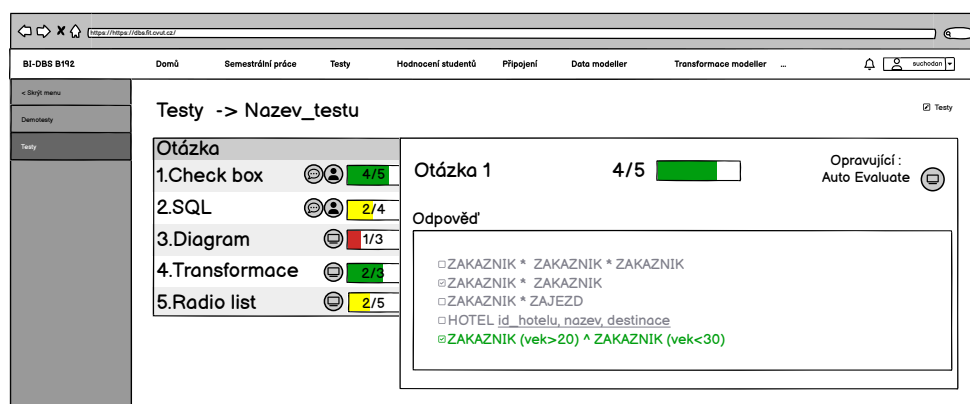 https://https://dbs.fit.cvut.cz/
BI-DBS B192 Domů Semestrální práce Testy Hodnocení studentů Připojení Data modeller Transformace modeller ... suchodan
< Skrýt menu
Demotesty
Testy
Testy -> Nazev_testu
Testy
Otázka
1.Check box 4/5
2.SQL 2/4
3.Diagram 1/3
4.Transformace 2/3
5.Radio list 2/5
Otázka 1 4/5
Opravující :
Auto Evaluate
Odpověď
ZAKAZNIK * ZAKAZNIK * ZAKAZNIK
ZAKAZNIK * ZAKAZNIK
ZAKAZNIK * ZAJEZD
HOTEL id_hotelu, nazev, destinace
ZAKAZNIK (vek>20) ^ ZAKAZNIK (vek<30)